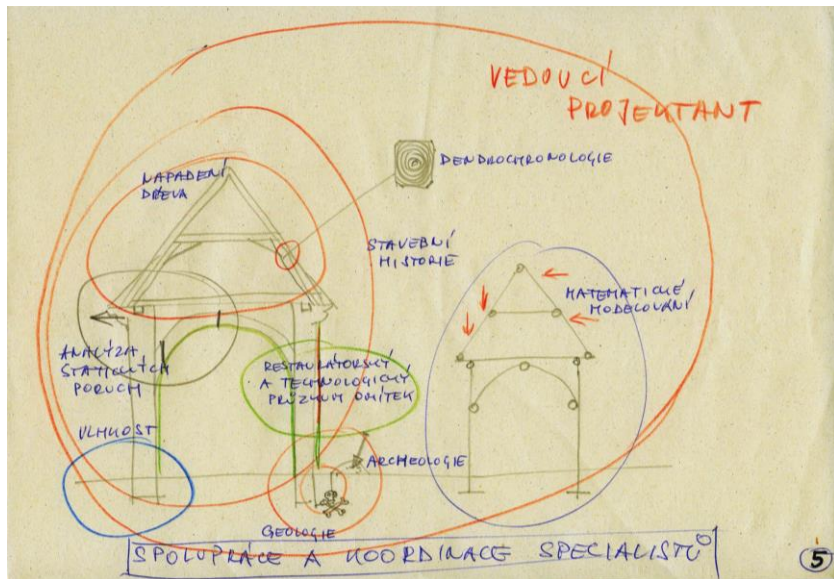 VEDOUCÍ
PROJEKTANT
NAPADENÍ
DŘEVA
DENDROCHRONOLOGIE
STAVEBNÍ
HISTORIE
MATEMATICKÉ
MODELOVÁNÍ
ANALÝZA
STATICKÝCH
PORUCH
RESTAURÁTORSKÝ
A TECHNOLOGICKÝ
PRŮZKUM OMÍTEK
VLHKOST
ARCHEOLOGIE
GEOLOGIE
SPOLUPRÁCE A KOORDINACE SPECIALISTŮ
5